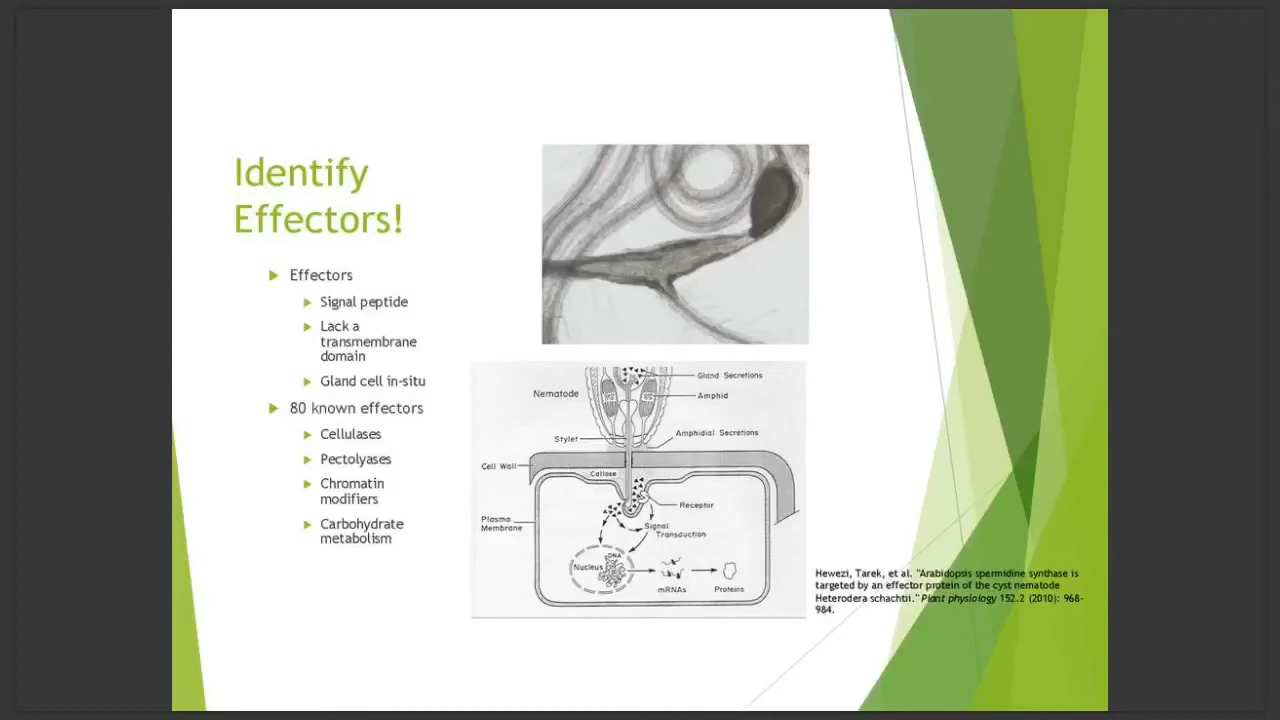 Identify
Effectors!
Effectors
Signal peptide
Lack a
transmembrane
domain
Gland cell in-situ
80 known effectors
Cellulases
Pectolyases
Chromatin
modifiers
Carbohydrate
metabolism
Gland Secretions
Nematode
Amphid
Stylet
Amphidial Secretions
Cell Wall
Callose
Receptor
Plasma
Membrane
Signal
Transduction
DNA
Nucleus
mRNAs
Proteins
Hewezi, Tarek, et al. "Arabidopsis spermidine synthase is
targeted by an effector protein of the cyst nematode
Heterodera schachtii." Plant physiology 152.2 (2010): 968-
984.